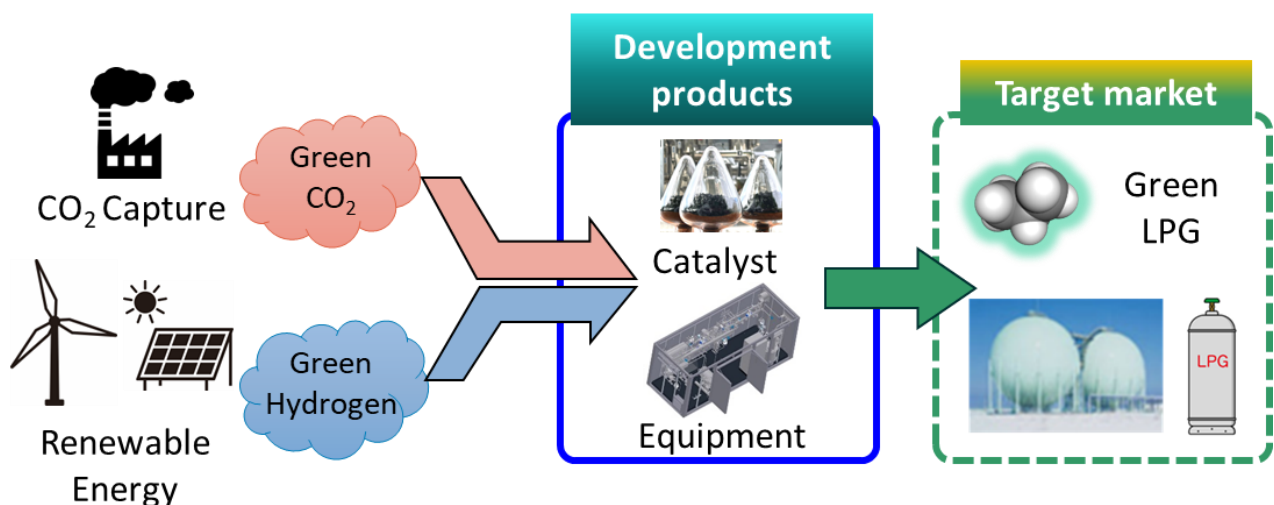 CO₂ Capture
Renewable
Energy
Green
CO₂
Green
Hydrogen
Development
products
Catalyst
Equipment
Target market
Green
LPG
LPG